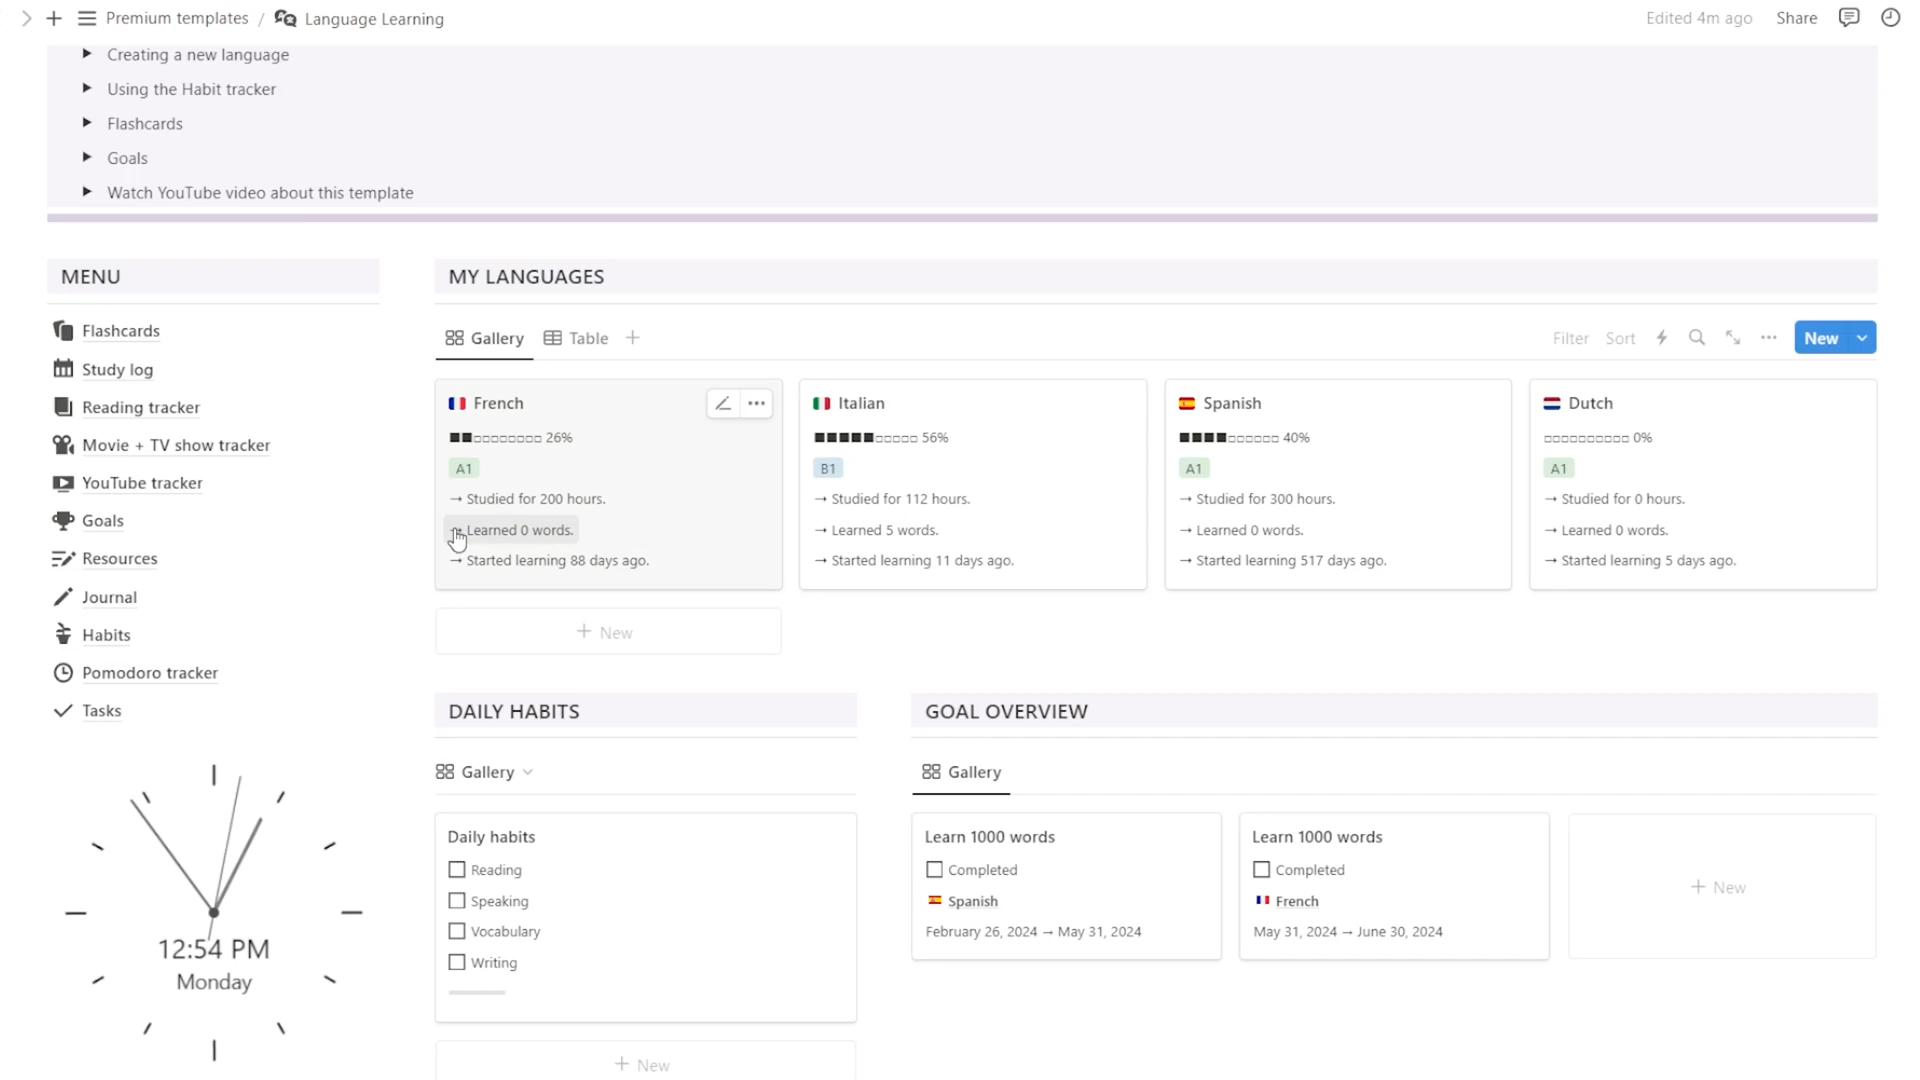 Premium templates / Language Learning
Edited 4m ago Share
Creating a new language
Using the Habit tracker
Flashcards
Goals
Watch YouTube video about this template
MENU
Flashcards
Study log
Reading tracker
Movie + TV show tracker
YouTube tracker
Goals
Resources
Journal
Habits
Pomodoro tracker
Tasks
12:54 PM
Monday
MY LANGUAGES
Gallery Table
Filter Sort New
French
26%
A1
→ Studied for 200 hours.
→ Learned 0 words.
→ Started learning 88 days ago.
Italian
56%
B1
→ Studied for 112 hours.
→ Learned 5 words.
→ Started learning 11 days ago.
Spanish
40%
A1
→ Studied for 300 hours.
→ Learned 0 words.
→ Started learning 517 days ago.
Dutch
0%
A1
→ Studied for 0 hours.
→ Learned 0 words.
→ Started learning 5 days ago.
+ New
DAILY HABITS
Gallery
Daily habits
Reading
Speaking
Vocabulary
Writing
+ New
GOAL OVERVIEW
Gallery
Learn 1000 words
Completed
Spanish
February 26, 2024 → May 31, 2024
Learn 1000 words
Completed
French
May 31, 2024 → June 30, 2024
+ New